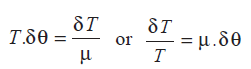 T.δθ = δT/μ or δT/T = μ.δθ